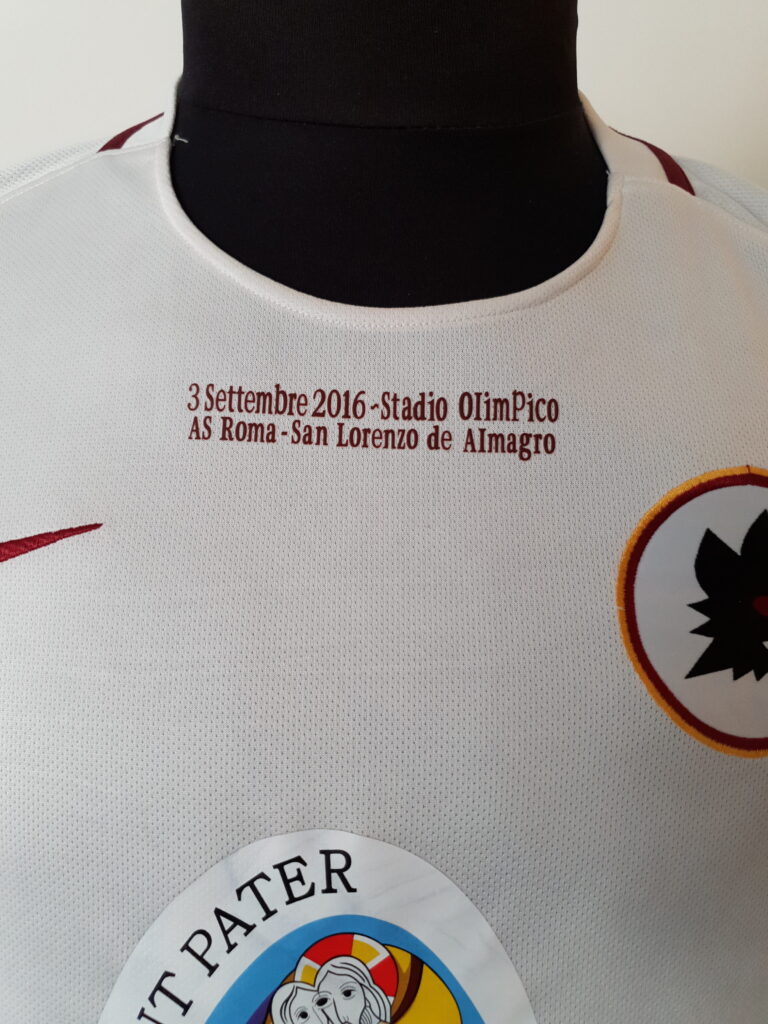 3 Settembre 2016 - Stadio OlimPico
AS Roma - San Lorenzo de Almagro
PATER